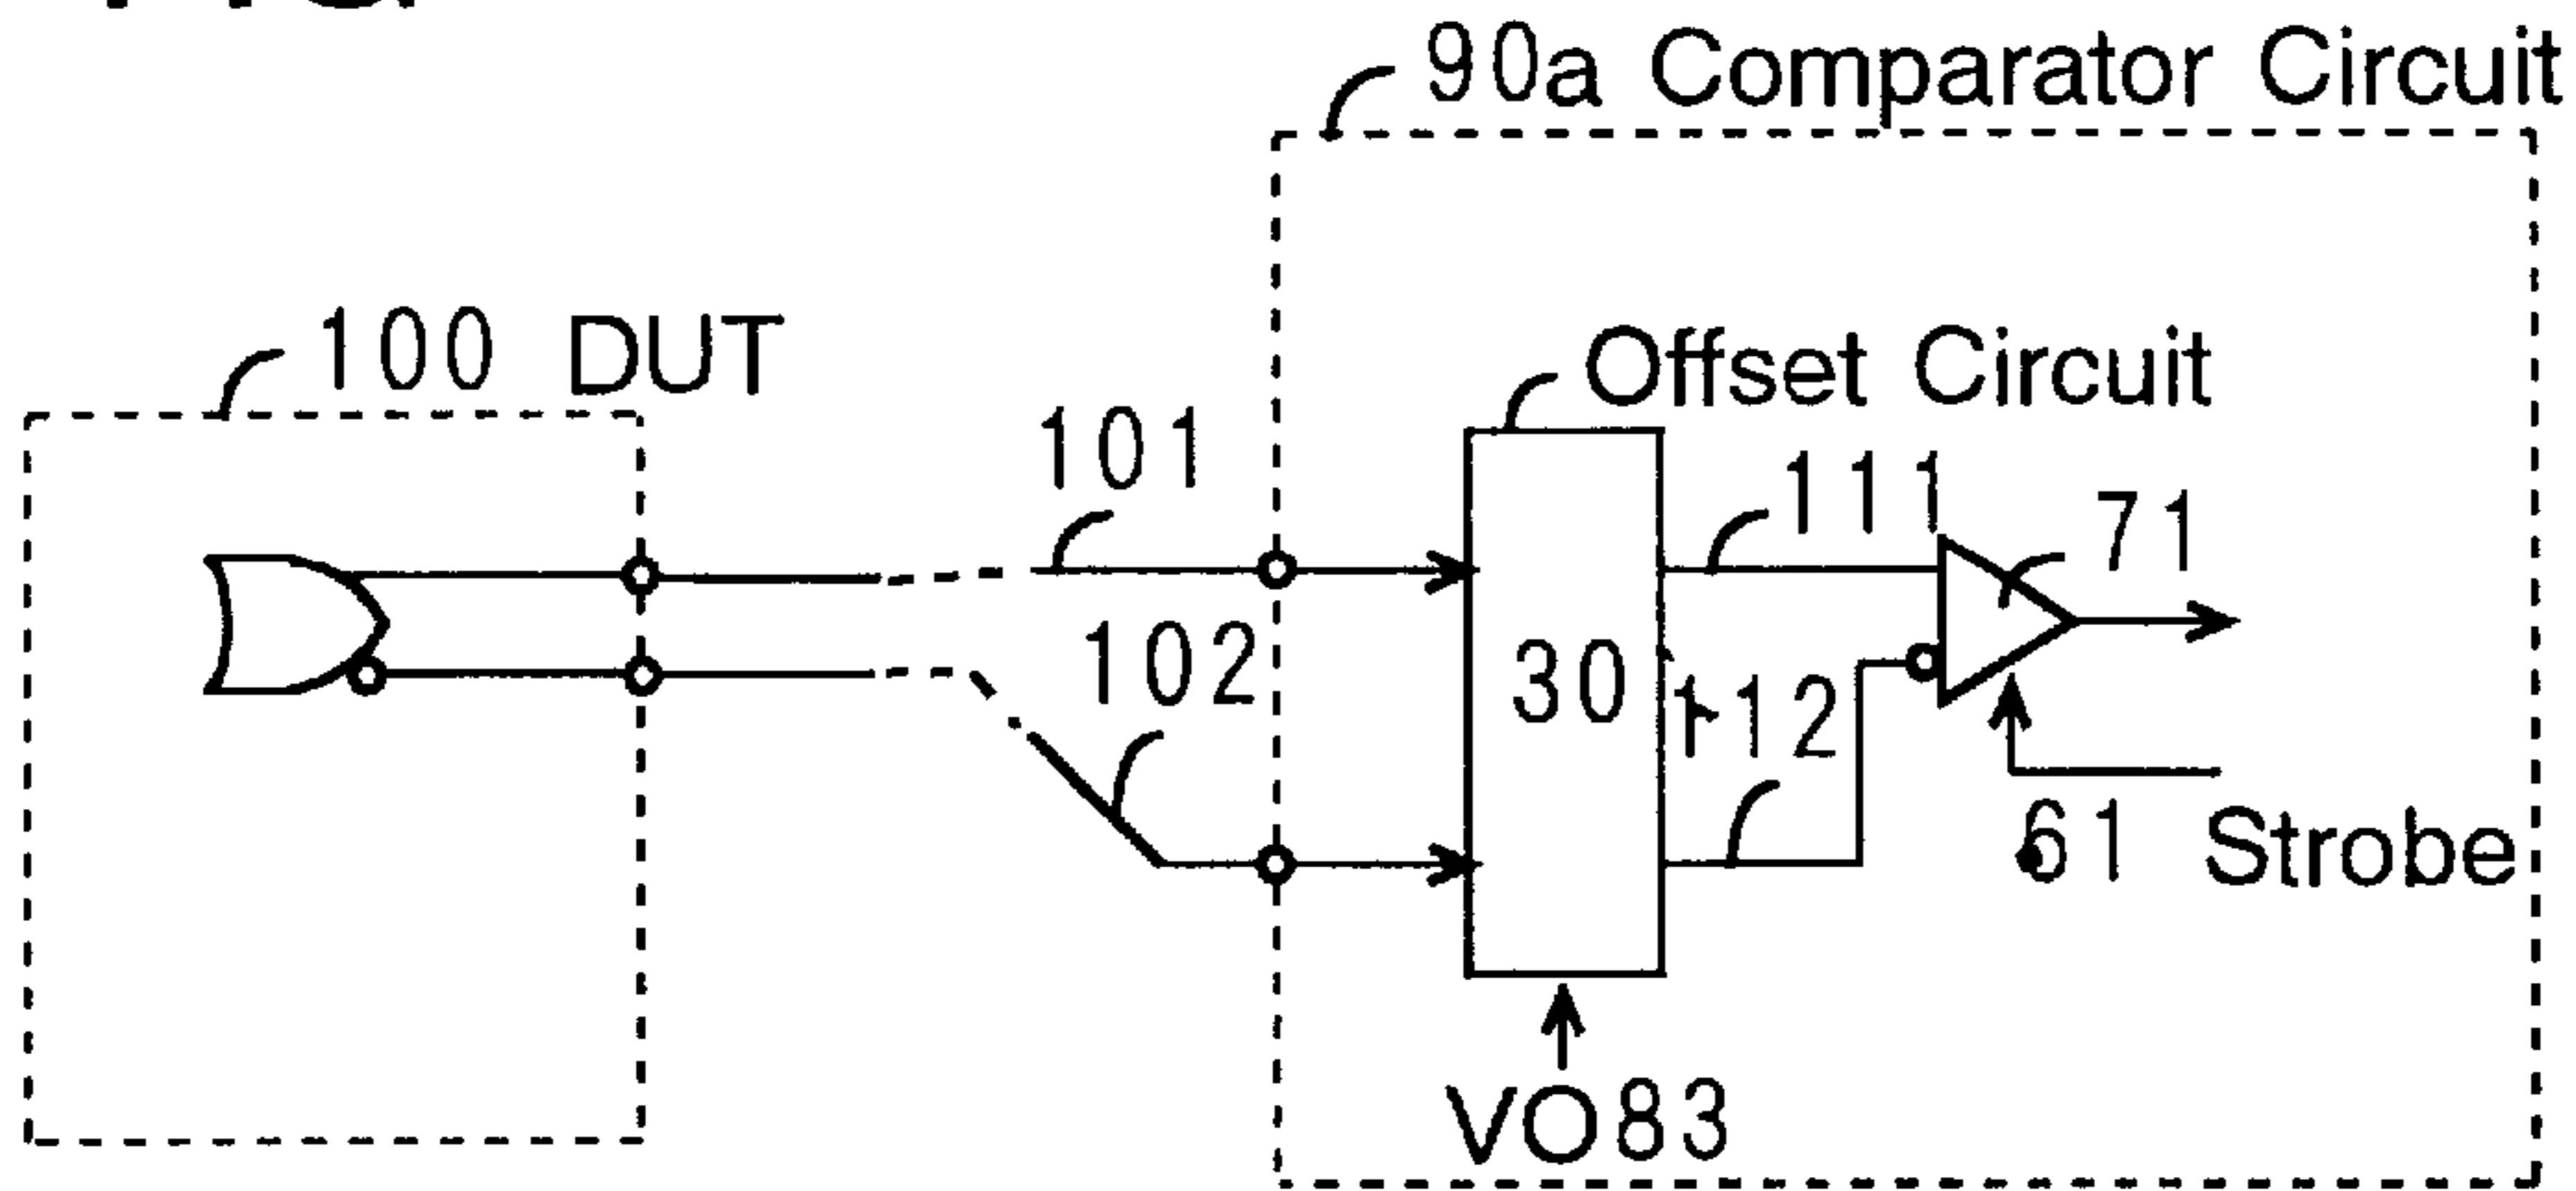 90a Comparator Circuit
100 DUT
Offset Circuit
101
111
71
102
30
112
61 Strobe
VO83